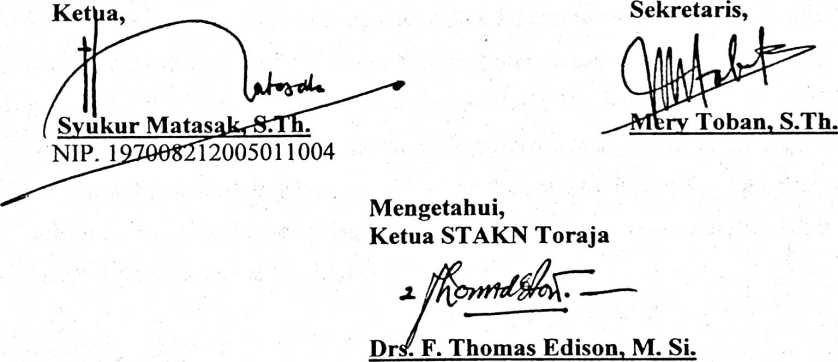 Ketua,
Syukur Matasak, S.Th.
NIP. 197008212005011004
Sekretaris,
Mery Toban, S.Th.
Mengetahui,
Ketua STAKN Toraja
Drs. F. Thomas Edison, M. Si.